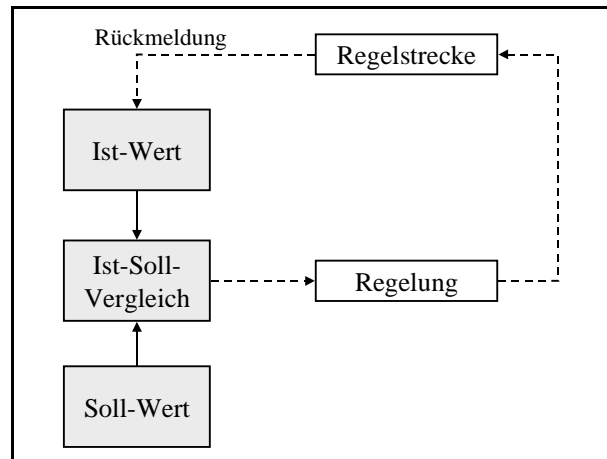 Rückmeldung
Regelstrecke
Ist-Wert
Ist-Soll-
Vergleich
Regelung
Soll-Wert